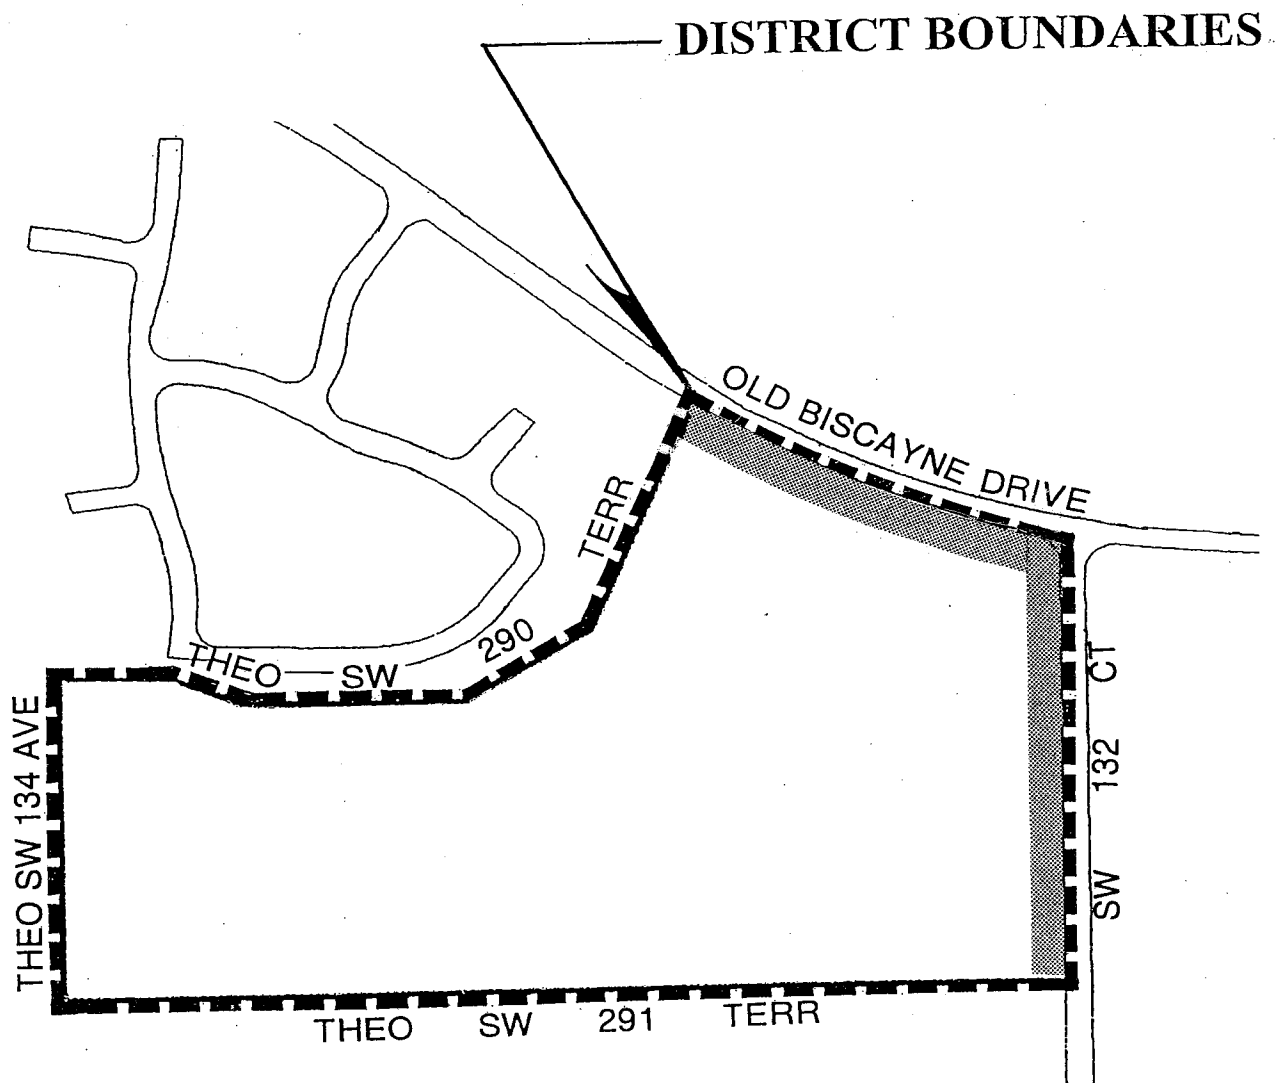 DISTRICT BOUNDARIES
OLD BISCAYNE DRIVE
THEO SW 290 TERR
THEO SW 134 AVE
SW 132 CT
THEO SW 291 TERR